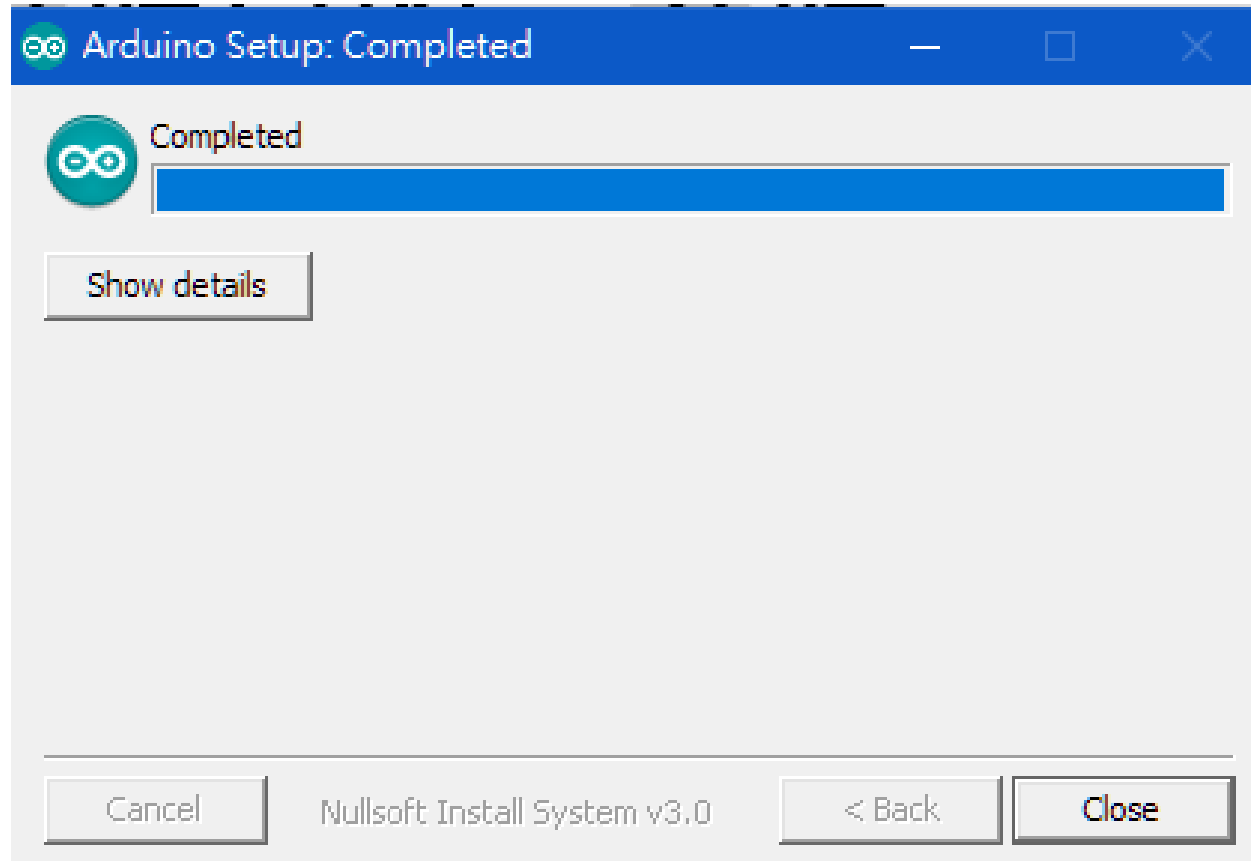 Arduino Setup: Completed
Completed
Show details
Cancel
Nullsoft Install System v3.0
< Back
Close